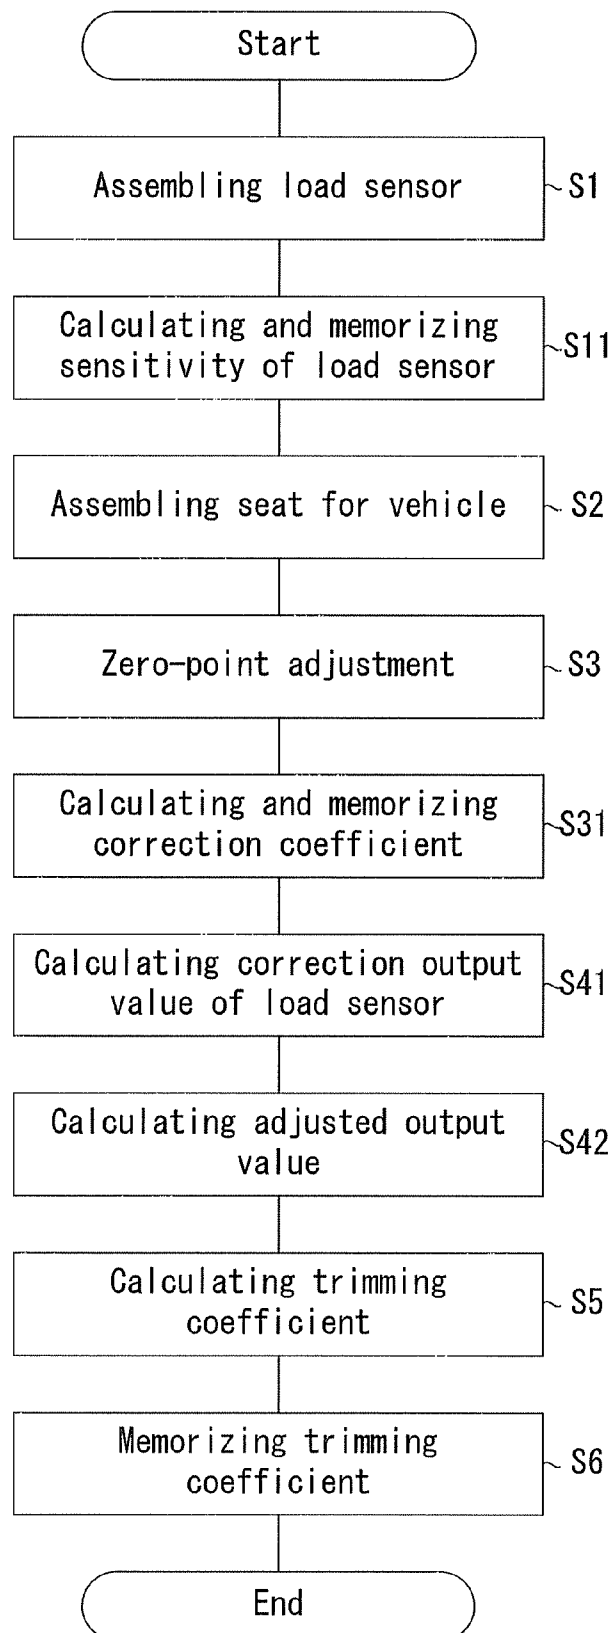 Start
Assembling load sensor
S1
Calculating and memorizing
sensitivity of load sensor
S11
Assembling seat for vehicle
S2
Zero-point adjustment
S3
Calculating and memorizing
correction coefficient
S31
Calculating correction output
value of load sensor
S41
Calculating adjusted output
value
S42
Calculating trimming
coefficient
S5
Memorizing trimming
coefficient
S6
End